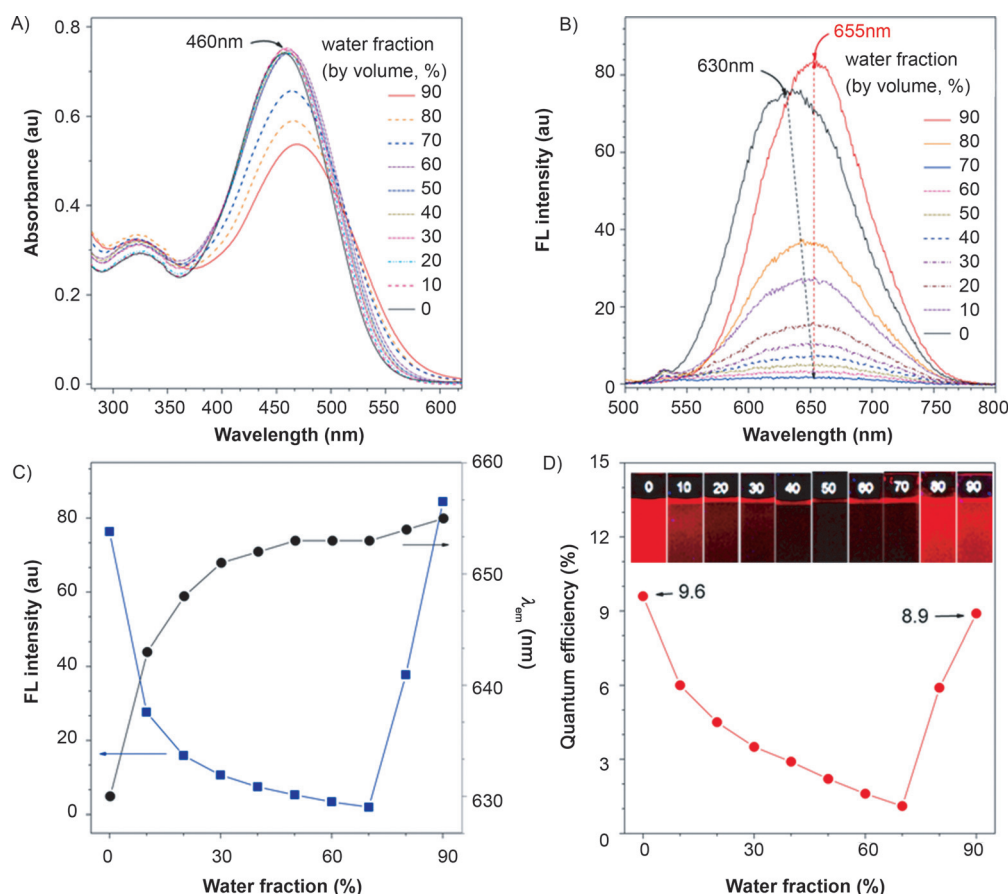 A)
460nm
water fraction
(by volume, %)
90
80
70
60
50
40
30
20
10
0
0.8
0.6
0.4
0.2
0.0
Absorbance (au)
300 350 400 450 500 550 600
Wavelength (nm)
B)
655nm
630nm
water fraction
(by volume, %)
90
80
70
60
50
40
30
20
10
0
80
60
40
20
0
FL intensity (au)
500 550 600 650 700 750 800
Wavelength (nm)
C)
80
60
40
20
0
FL intensity (au)
660
650
640
630
λem (nm)
0 10 30 50 70 90
Water fraction (%)
D)
15
12
9
6
3
0
Quantum efficiency (%)
0 10 20 30 40 50 60 70 80 90
9.6
8.9
0 10 30 50 70 90
Water fraction (%)